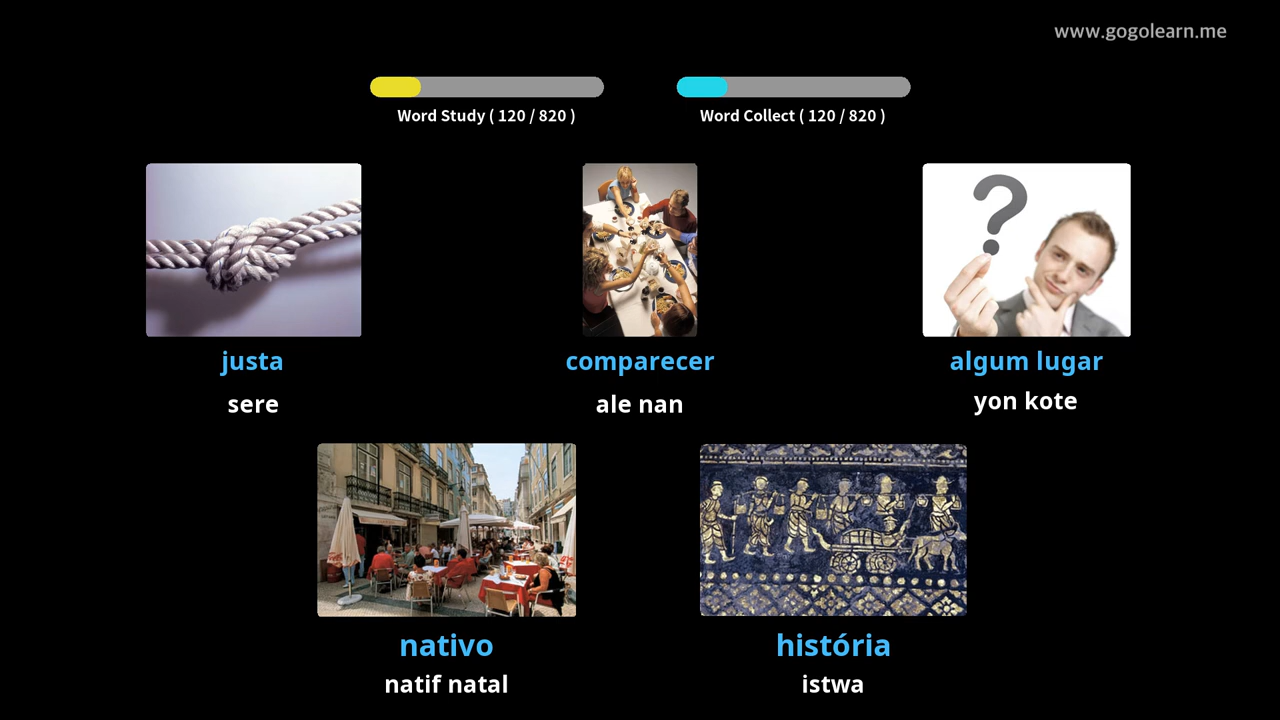 www.gogolearn.me
Word Study ( 120 / 820 )
Word Collect ( 120 / 820 )
justa
sere
comparecer
ale nan
algum lugar
yon kote
nativo
natif natal
história
istwa